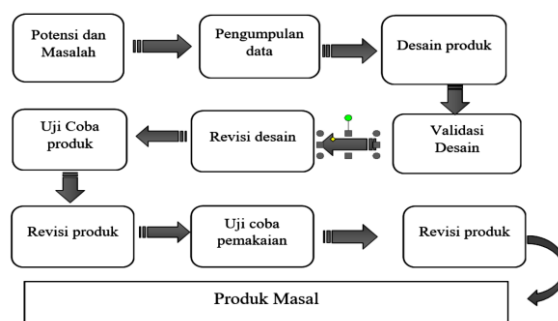 Potensi dan
Masalah
Pengumpulan
data
Desain produk
Validasi
Desain
Revisi desain
Uji Coba
produk
Revisi produk
Uji coba
pemakaian
Revisi produk
Produk Masal